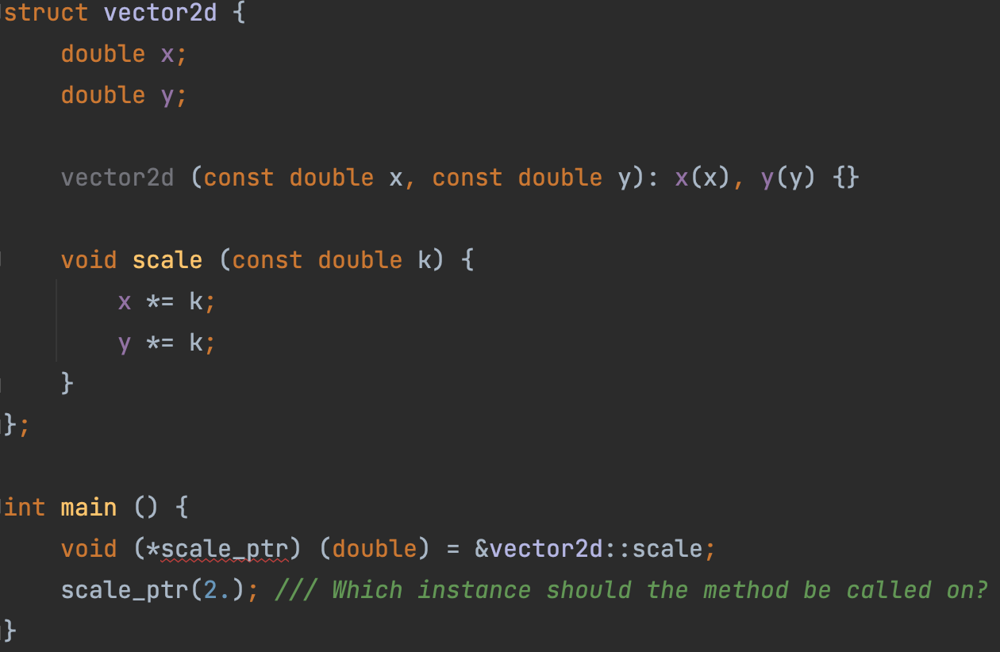 struct vector2d {
    double x;
    double y;

    vector2d (const double x, const double y): x(x), y(y) {}

    void scale (const double k) {
        x *= k;
        y *= k;
    }
};

int main () {
    void (*scale_ptr) (double) = &vector2d::scale;
    scale_ptr(2.); /// Which instance should the method be called on?
}